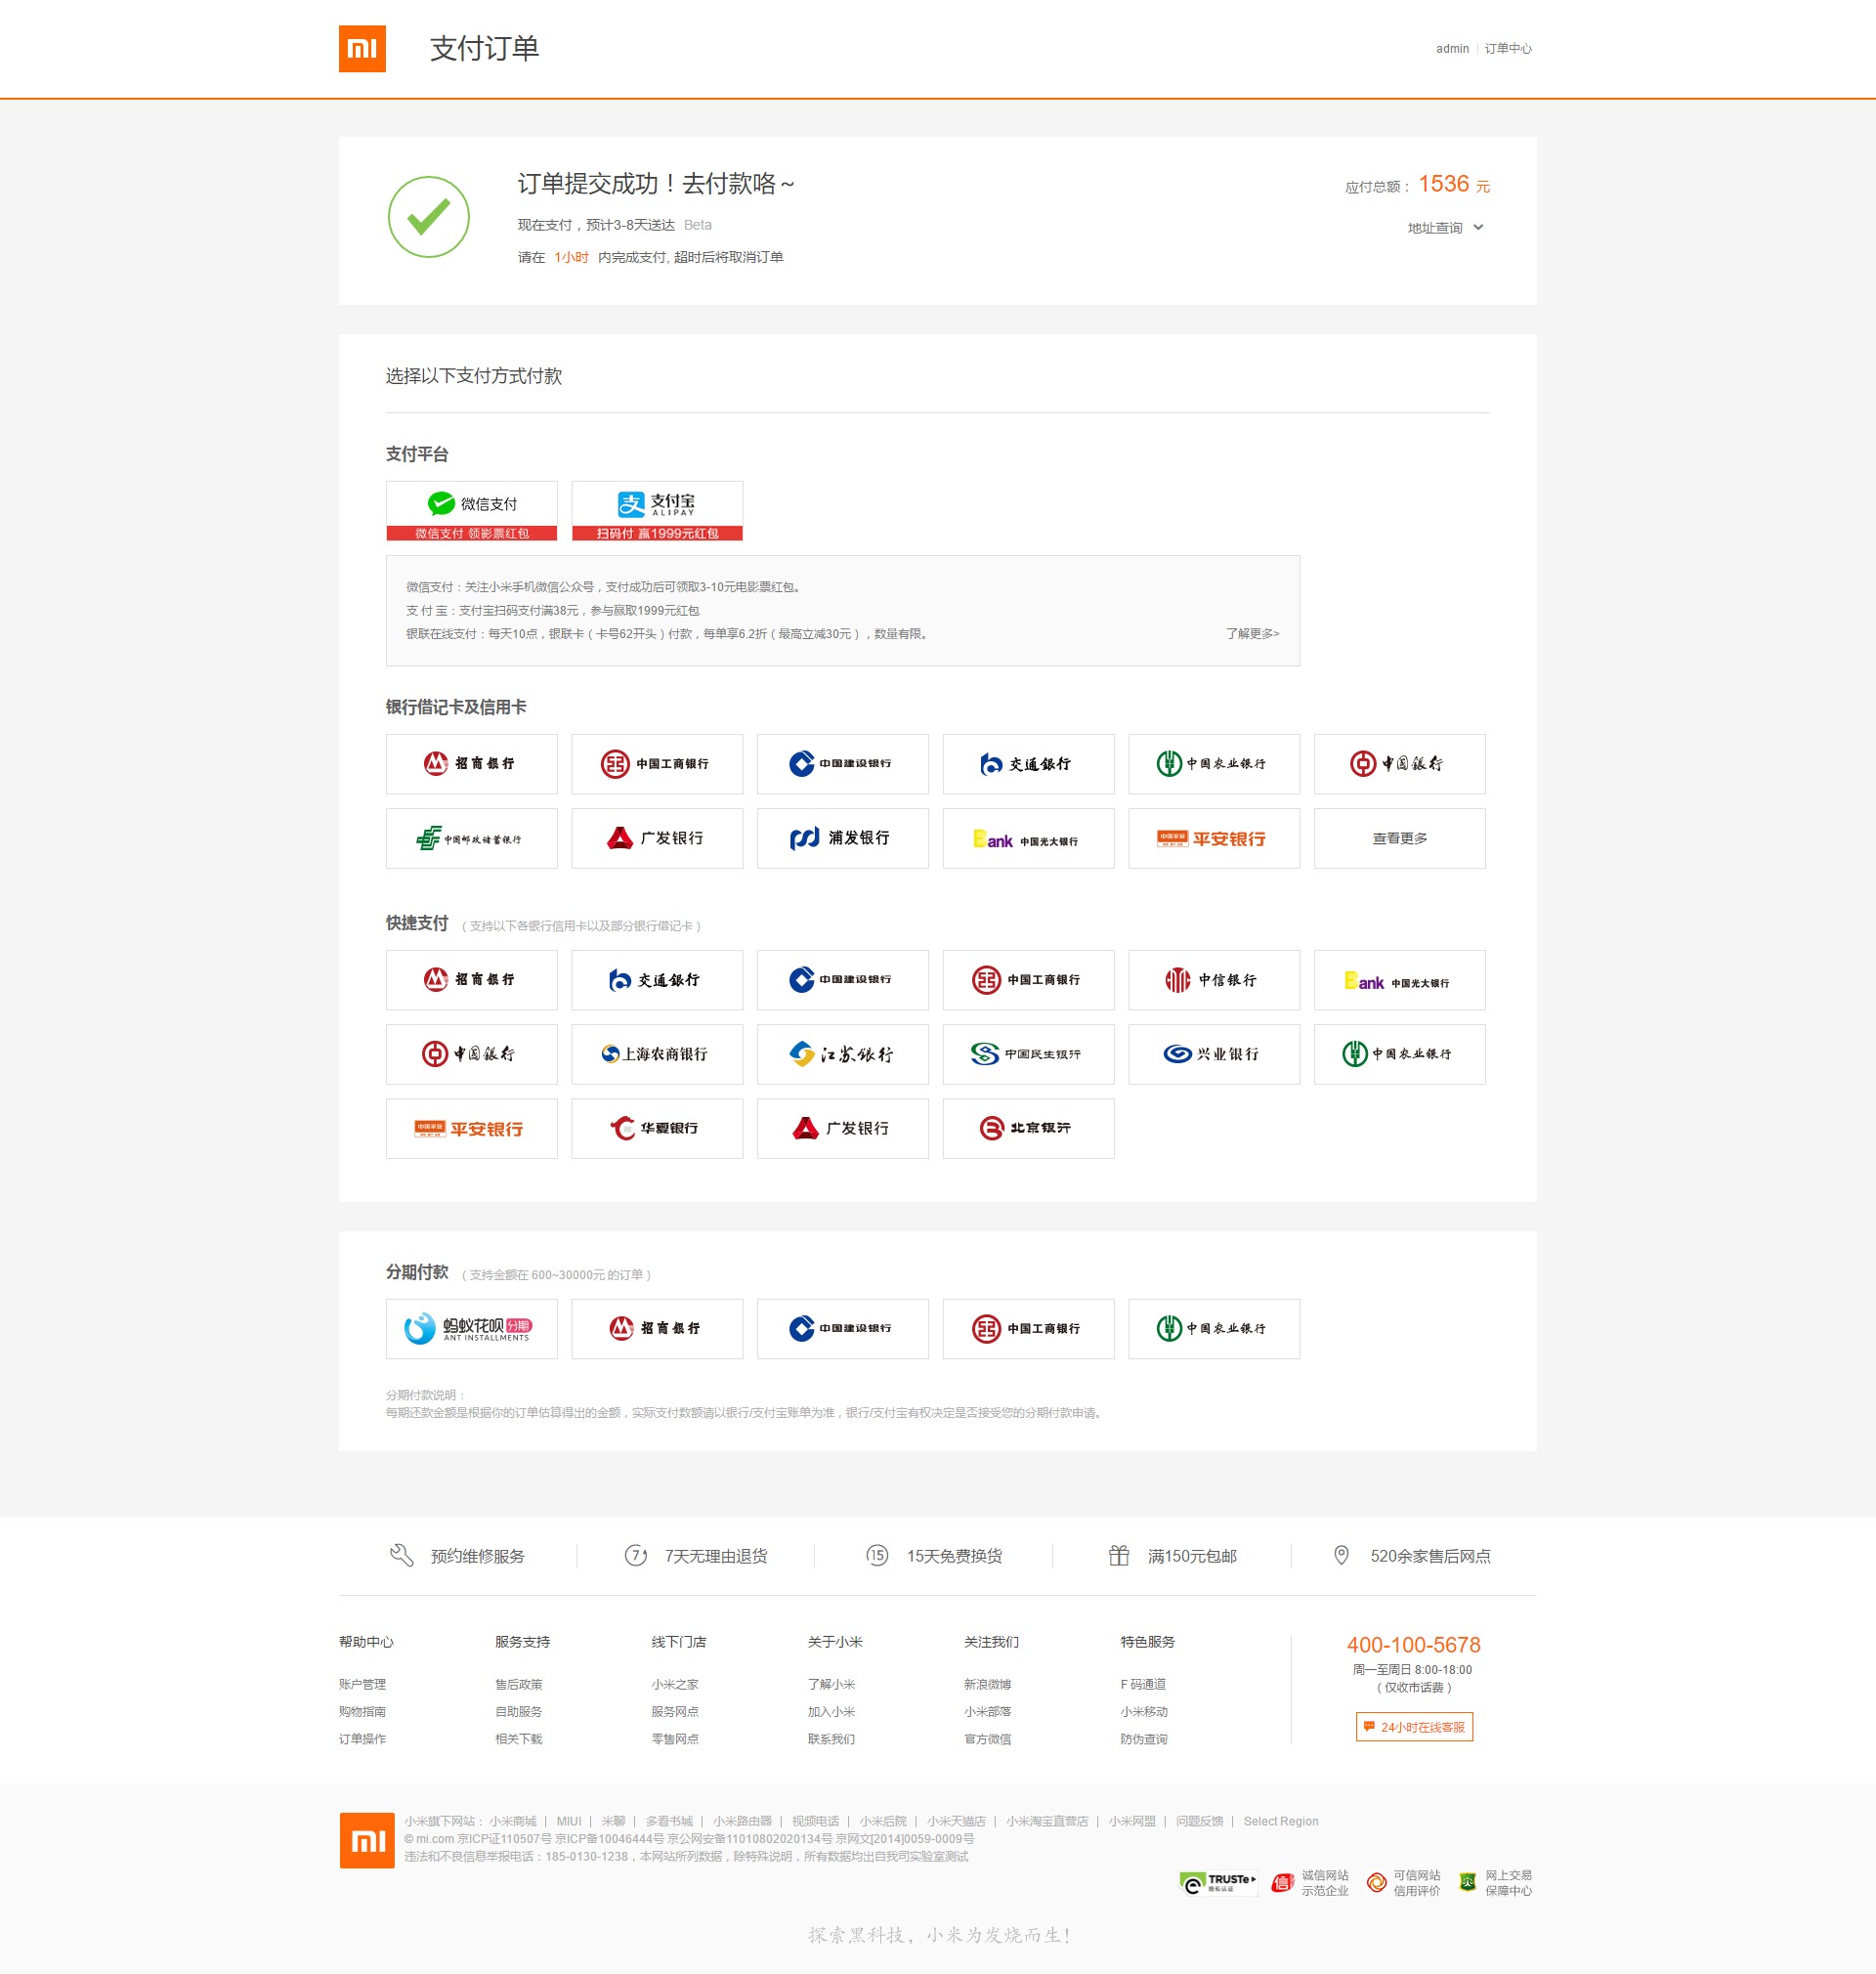 mi 支付订单 admin 订单中心
订单提交成功！去付款咯～ 应付总额： 1536 元
现在支付，预计3-8天送达 Beta 地址查询
请在 1小时 内完成支付, 超时后将取消订单
选择以下支付方式付款
支付平台
微信支付 支付宝
ALIPAY
微信支付 领影票红包 扫码付 赢1999元红包
微信支付：关注小米手机微信公众号，支付成功后可领取3-10元电影票红包。
支 付 宝：支付宝扫码支付满38元，参与赢取1999元红包
银联在线支付：每天10点，银联卡（卡号62开头）付款，每单享6.2折（最高立减30元），数量有限。 了解更多>
银行借记卡及信用卡
招商银行 中国工商银行 中国建设银行 交通銀行 中国农业银行 中国银行
中国邮政储蓄银行 广发银行 浦发银行 Bank 中国光大银行 中国平安 平安银行 查看更多
快捷支付 （支持以下各银行信用卡以及部分银行借记卡）
招商银行 交通銀行 中国建设银行 中国工商银行 中信银行 Bank 中国光大银行
中国银行 上海农商银行 江苏银行 中国民生银行 兴业银行 中国农业银行
中国平安 平安银行 华夏银行 广发银行 北京银行
分期付款 （支持金额在 600~30000元 的订单）
蚂蚁花呗 分期 招商银行 中国建设银行 中国工商银行 中国农业银行
ANT INSTALLMENTS
分期付款说明：
每期还款金额是根据你的订单估算得出的金额，实际支付数额请以银行/支付宝账单为准，银行/支付宝有权决定是否接受您的分期付款申请。
预约维修服务 7 7天无理由退货 15 15天免费换货 满150元包邮 520余家售后网点
帮助中心 服务支持 线下门店 关于小米 关注我们 特色服务 400-100-5678
周一至周日 8:00-18:00
账户管理 售后政策 小米之家 了解小米 新浪微博 F 码通道 （仅收市话费）
购物指南 自助服务 服务网点 加入小米 小米部落 小米移动
24小时在线客服
订单操作 相关下载 零售网点 联系我们 官方微信 防伪查询
mi 小米旗下网站： 小米商城 | MIUI | 米聊 | 多看书城 | 小米路由器 | 视频电话 | 小米后院 | 小米天猫店 | 小米淘宝直营店 | 小米网盟 | 问题反馈 | Select Region
© mi.com 京ICP证110507号 京ICP备10046444号 京公网安备11010802020134号 京网文[2014]0059-0009号
违法和不良信息举报电话：185-0130-1238，本网站所列数据，除特殊说明，所有数据均出自我司实验室测试
TRUSTe 隐私认证 信 诚信网站 可信网站 网上交易
示范企业 信用评价 保障中心
探索黑科技，小米为发烧而生！